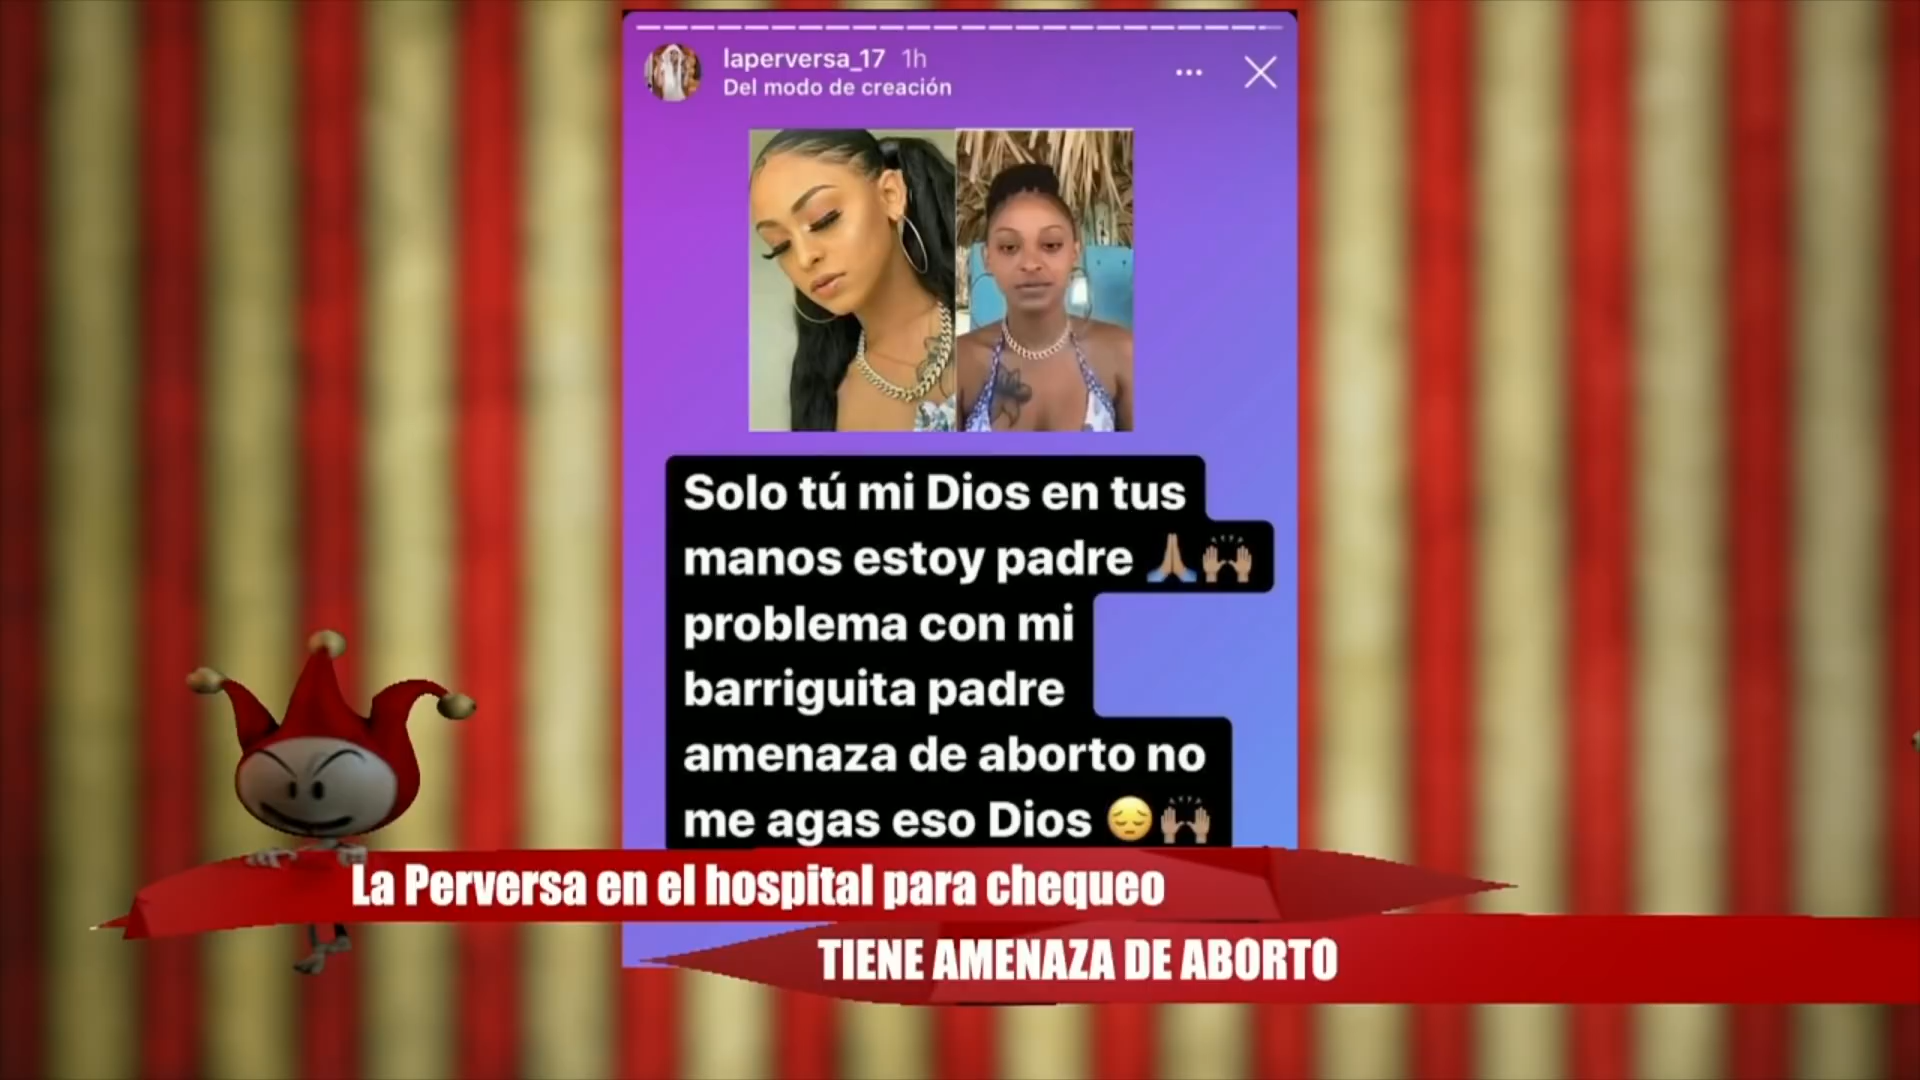 laperversa_17 1h
Del modo de creación
Solo tú mi Dios en tus
manos estoy padre 🙏🏽🙌🏽
problema con mi
barriguita padre
amenaza de aborto no
me agas eso Dios 😔🙌🏽
La Perversa en el hospital para chequeo
TIENE AMENAZA DE ABORTO